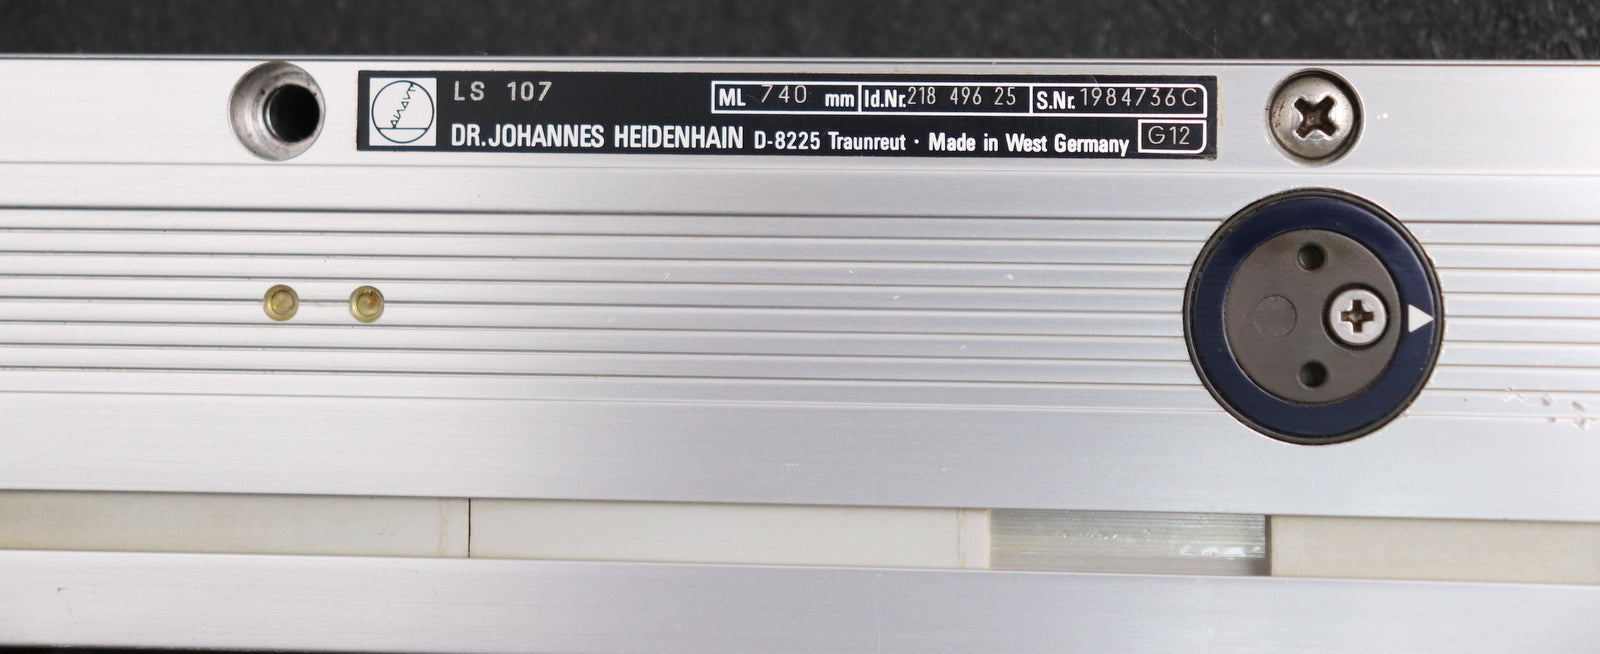 LS 107 ML 740 mm Id.Nr. 218 496 25 S.Nr. 1984736C
DR. JOHANNES HEIDENHAIN D-8225 Traunreut · Made in West Germany G12